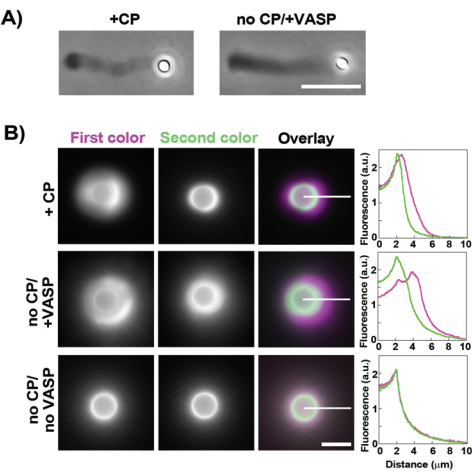 A)
+CP
no CP/+VASP
B)
First color
Second color
Overlay
+ CP
no CP/
+VASP
no CP/
no VASP
Fluorescence (a.u.)
2
1
0
0 2 4 6 8 10
Fluorescence (a.u.)
2
1
0
0 2 4 6 8 10
Fluorescence (a.u.)
2
1
0
0 2 4 6 8 10
Distance (μm)